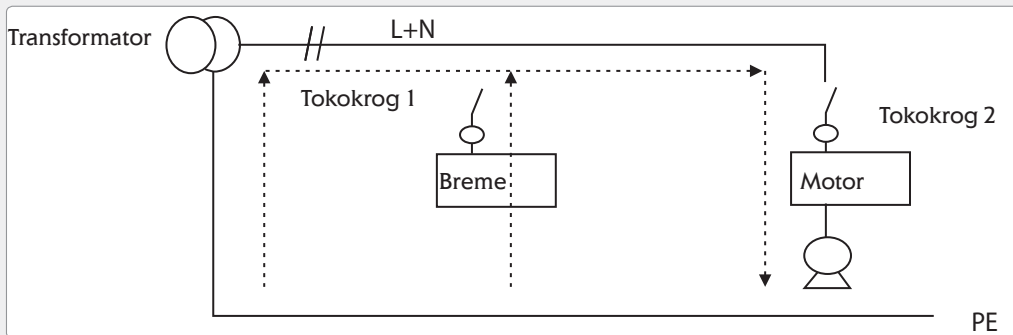 L+N
Transformator
Tokokrog 1
Tokokrog 2
Breme
Motor
PE